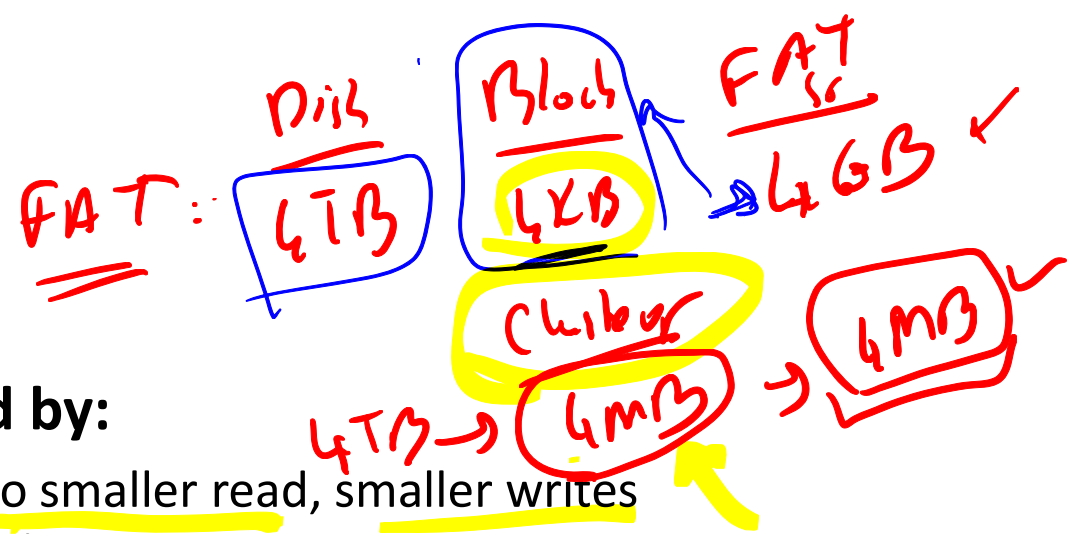 Disk Block FAT
FAT: 4TB 4KB 4GB
Cluster
4TB → 4MB → 4MB
d by:
o smaller read, smaller writes